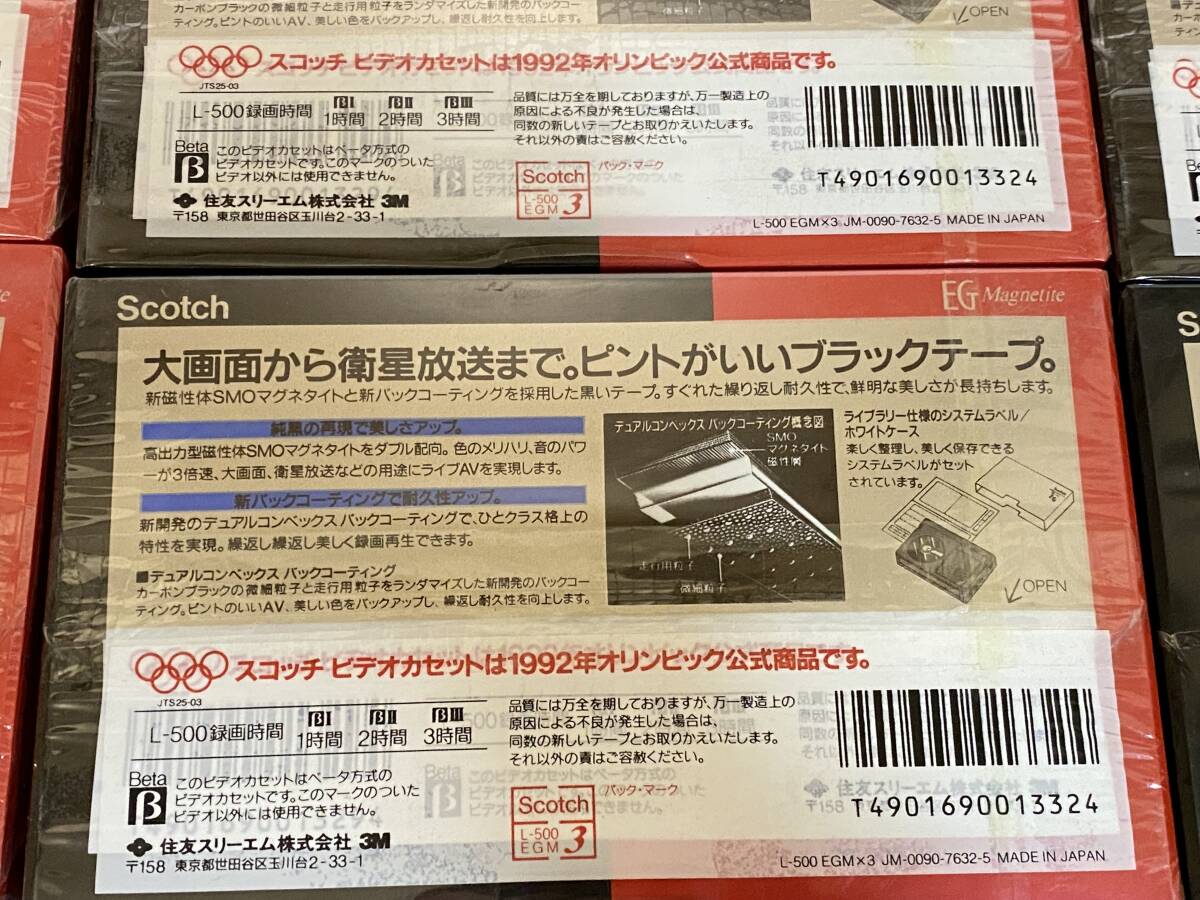 カーボンブラックの微細粒子と走行用粒子をランダマイズした新開発のバックコー
ティング。ピントのいいAV、美しい色をバックアップし、繰返し耐久性を向上します。
OPEN
スコッチ ビデオカセットは1992年オリンピック公式商品です。
JTS25-03
L-500録画時間 βI 1時間 βII 2時間 βIII 3時間
品質には万全を期しておりますが、万一製造上の
原因による不良が発生した場合は、
同数の新しいテープとお取りかえいたします。
それ以外の責はご容赦ください。
Beta β
このビデオカセットはベータ方式の
ビデオカセットです。このマークのついた
ビデオ以外には使用できません。
パック・マーク
Scotch
L-500
EGM 3
T4901690013324
住友スリーエム株式会社 3M
〒158 東京都世田谷区玉川台2-33-1
L-500 EGM×3 JM-0090-7632-5 MADE IN JAPAN
Scotch
EG Magnetite
大画面から衛星放送まで。ピントがいいブラックテープ。
新磁性体SMOマグネタイトと新バックコーティングを採用した黒いテープ。すぐれた繰り返し耐久性で、鮮明な美しさが長持ちします。
純黒の再現で美しさアップ。
高出力型磁性体SMOマグネタイトをダブル配向。色のメリハリ、音のパワ
ーが3倍速、大画面、衛星放送などの用途にライブAVを実現します。
新バックコーティングで耐久性アップ。
新開発のデュアルコンベックス バックコーティングで、ひとクラス格上の
特性を実現。繰返し繰返し美しく録画再生できます。
■デュアルコンベックス バックコーティング
カーボンブラックの微細粒子と走行用粒子をランダマイズした新開発のバックコー
ティング。ピントのいいAV、美しい色をバックアップし、繰返し耐久性を向上します。
デュアルコンベックス バックコーティング概念図
SMO
マグネタイト
磁性層
走行用粒子
微細粒子
ライブラリー仕様のシステムラベル/
ホワイトケース
楽しく整理し、美しく保存できる
システムラベルがセット
されています。
OPEN
スコッチ ビデオカセットは1992年オリンピック公式商品です。
JTS25-03
L-500録画時間 βI 1時間 βII 2時間 βIII 3時間
品質には万全を期しておりますが、万一製造上の
原因による不良が発生した場合は、
同数の新しいテープとお取りかえいたします。
それ以外の責はご容赦ください。
Beta β
このビデオカセットはベータ方式の
ビデオカセットです。このマークのついた
ビデオ以外には使用できません。
パック・マーク
Scotch
L-500
EGM 3
T4901690013324
住友スリーエム株式会社 3M
〒158 東京都世田谷区玉川台2-33-1
L-500 EGM×3 JM-0090-7632-5 MADE IN JAPAN